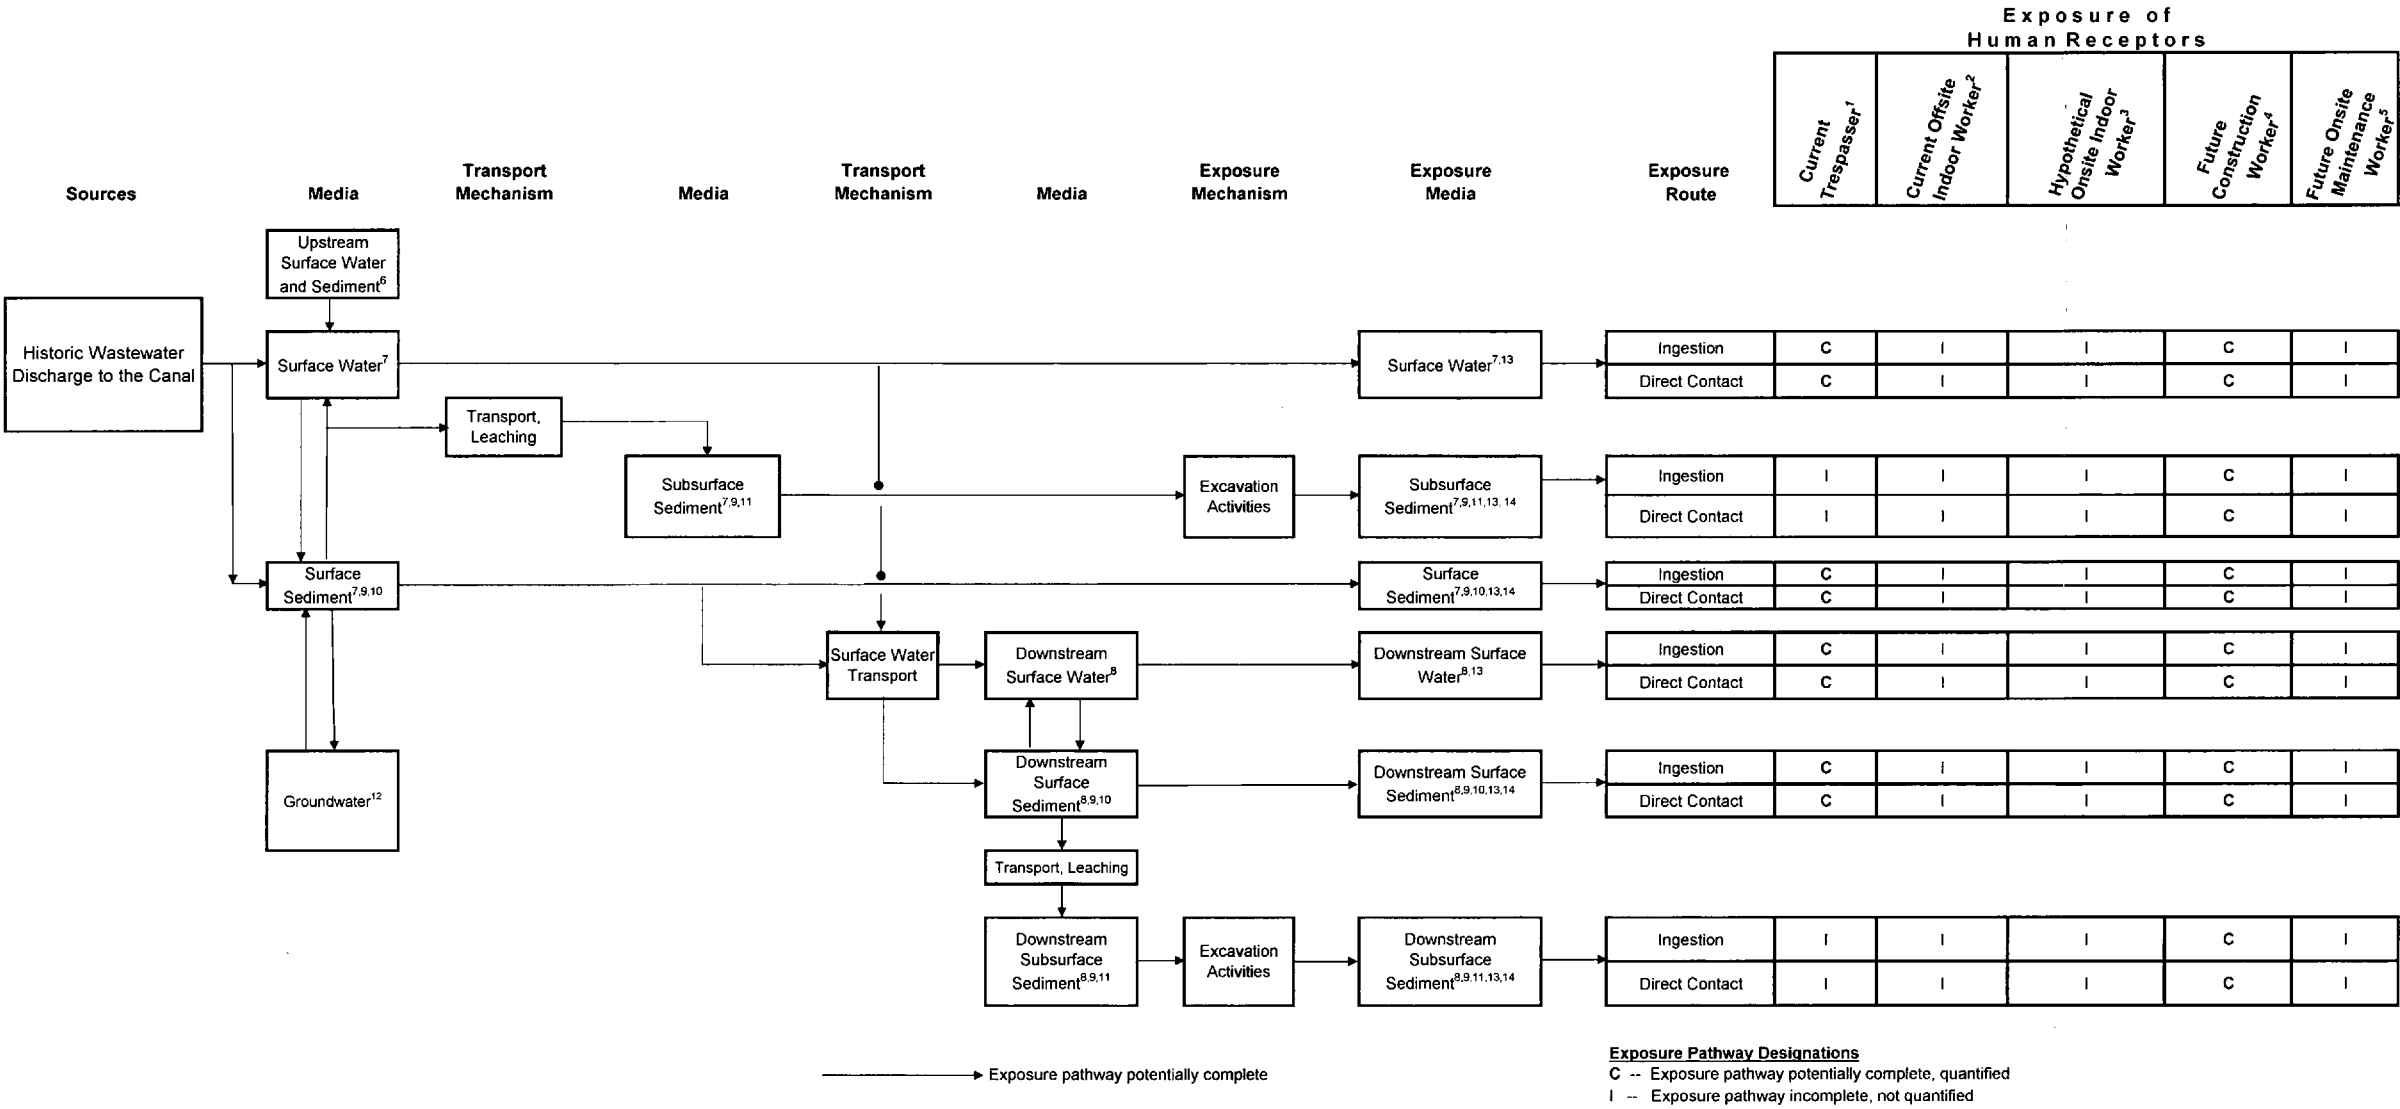 Exposure of
Human Receptors
Current
Trespasser1
Current Offsite
Indoor Worker2
Hypothetical
Onsite Indoor
Worker3
Future
Construction
Worker4
Future Onsite
Maintenance
Worker5
Sources
Media
Transport
Mechanism
Media
Transport
Mechanism
Media
Exposure
Mechanism
Exposure
Media
Exposure
Route
Upstream
Surface Water
and Sediment6
Historic Wastewater
Discharge to the Canal
Surface Water7
Surface Water7,13
Ingestion C I I C I
Direct Contact C I I C I
Transport,
Leaching
Subsurface
Sediment7,9,11
Excavation
Activities
Subsurface
Sediment7,9,11,13, 14
Ingestion I I I C I
Direct Contact I I I C I
Surface
Sediment7,9,10
Surface
Sediment7,9,10,13,14
Ingestion C I I C I
Direct Contact C I I C I
Surface Water
Transport
Downstream
Surface Water8
Downstream Surface
Water8,13
Ingestion C I I C I
Direct Contact C I I C I
Groundwater12
Downstream
Surface
Sediment8,9,10
Downstream Surface
Sediment8,9,10,13,14
Ingestion C I I C I
Direct Contact C I I C I
Transport, Leaching
Downstream
Subsurface
Sediment8,9,11
Excavation
Activities
Downstream
Subsurface
Sediment8,9,11,13,14
Ingestion I I I C I
Direct Contact I I I C I
Exposure pathway potentially complete
Exposure Pathway Designations
C -- Exposure pathway potentially complete, quantified
I -- Exposure pathway incomplete, not quantified